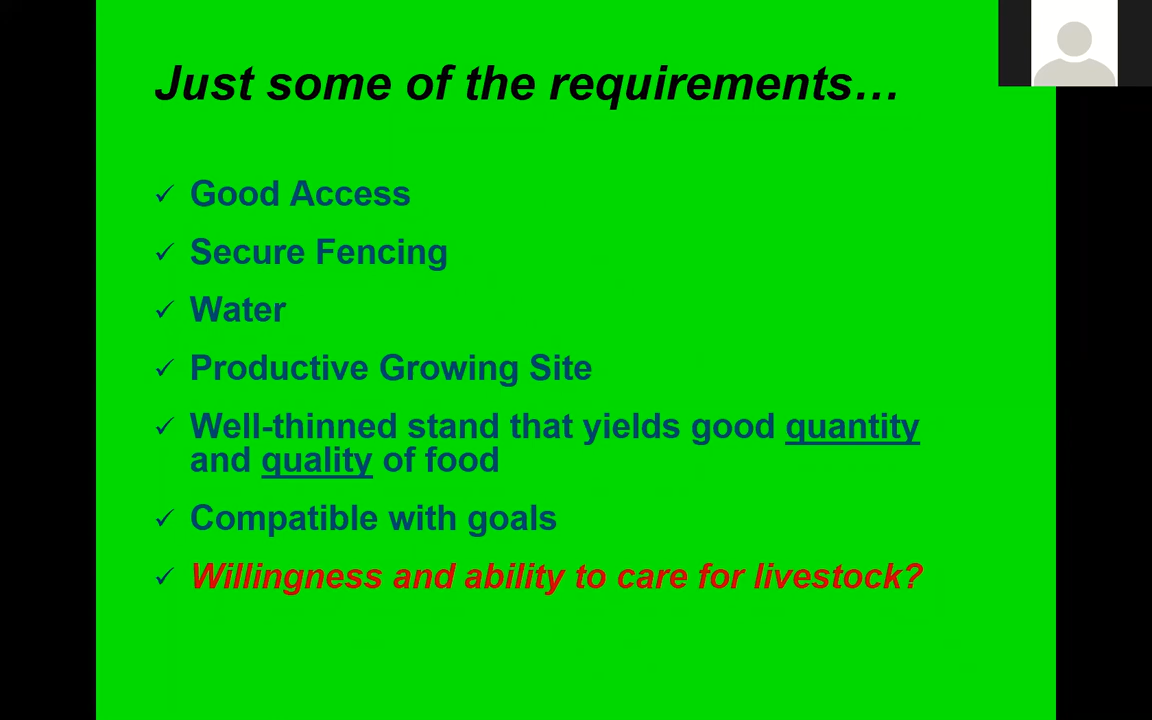 Just some of the requirements…
✓ Good Access
✓ Secure Fencing
✓ Water
✓ Productive Growing Site
✓ Well-thinned stand that yields good quantity
and quality of food
✓ Compatible with goals
✓ Willingness and ability to care for livestock?